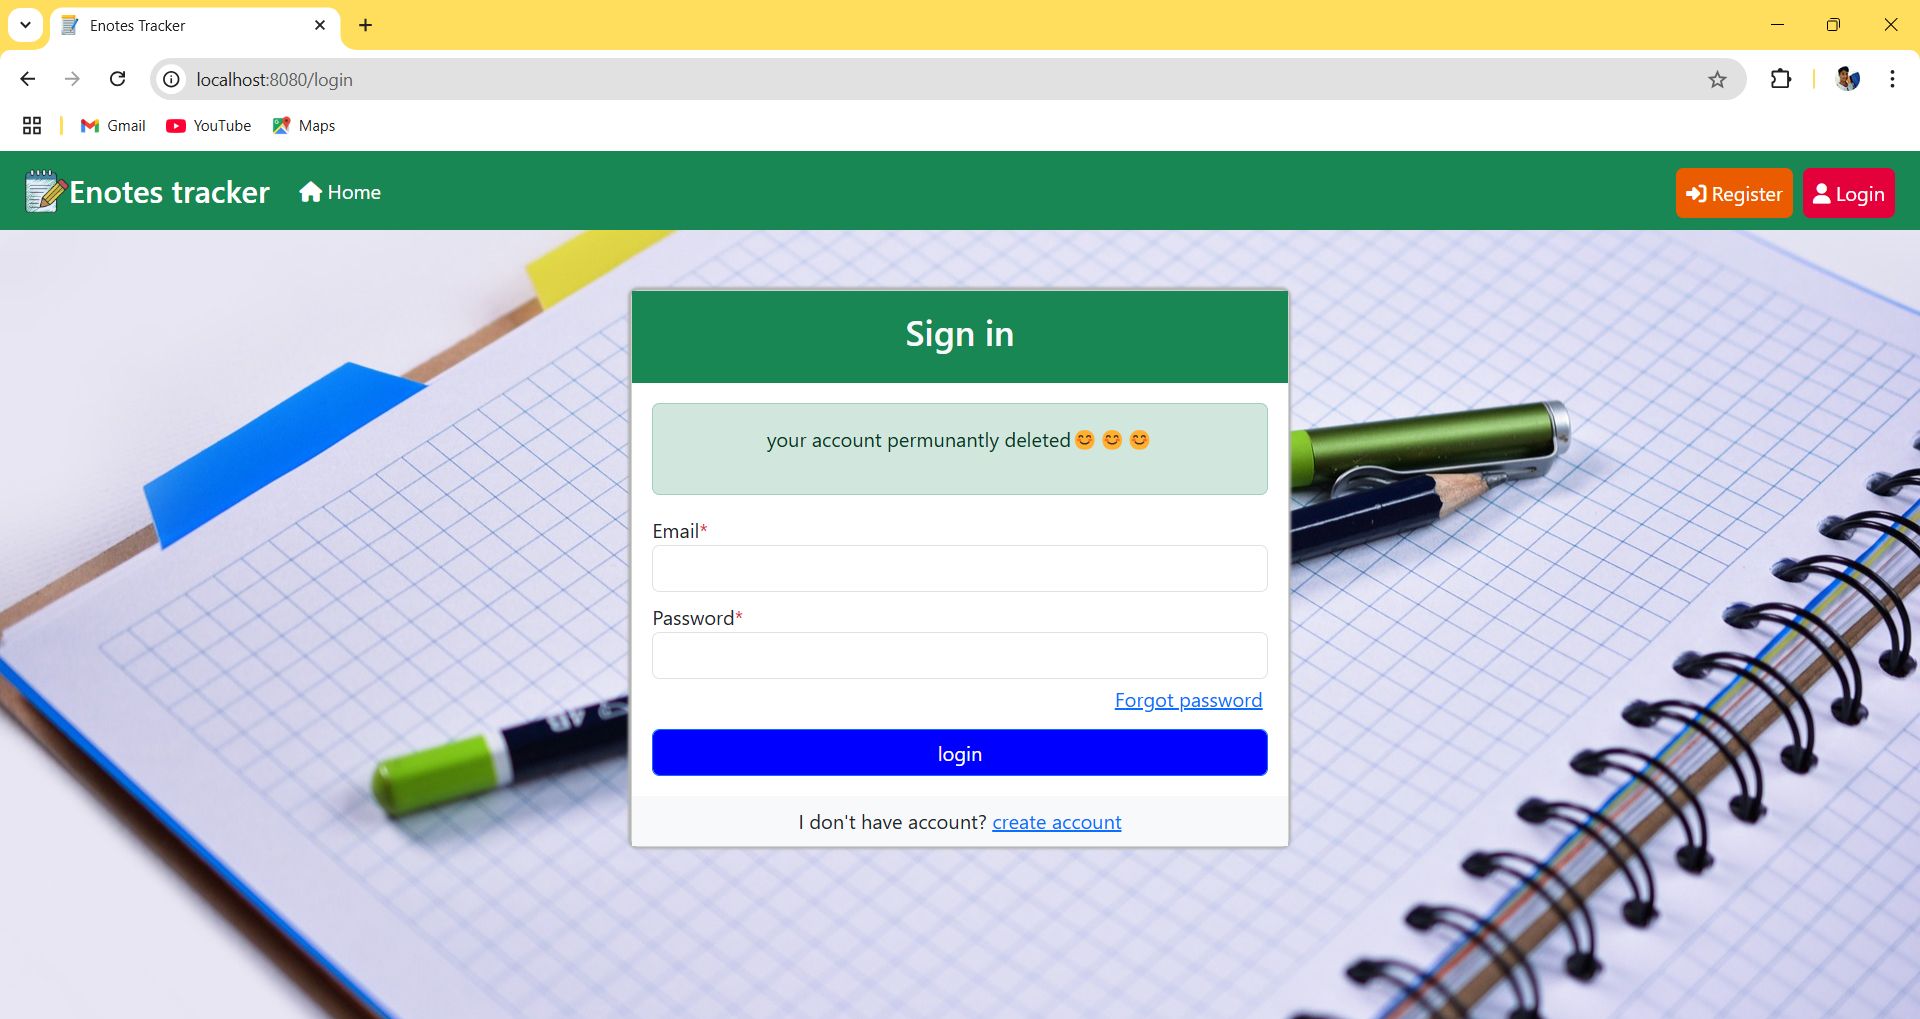 Enotes Tracker
localhost:8080/login
Gmail YouTube Maps
Enotes tracker Home Register Login
Sign in
your account permunantly deleted😊 😊 😊
Email*
Password*
Forgot password
login
I don't have account? create account